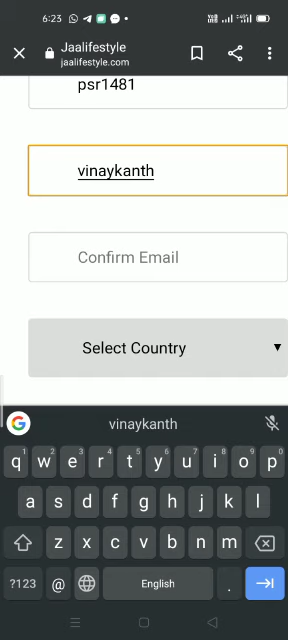 6:23
Jaalifestyle
jaalifestyle.com
psr1481
vinaykanth
Confirm Email
Select Country
vinaykanth
1 2 3 4 5 6 7 8 9 0
q w e r t y u i o p
a s d f g h j k l
z x c v b n m
?123 @ English .